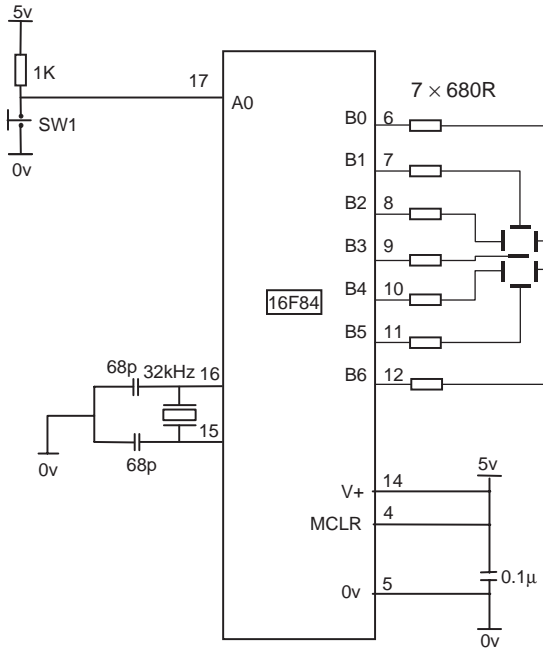 5v
1K
SW1
0v
17
A0
7 × 680R
B0 6
B1 7
B2 8
B3 9
B4 10
B5 11
B6 12
16F84
68p 32kHz 16
15
68p
0v
5v
V+ 14
MCLR 4
0.1µ
0v 5
0v